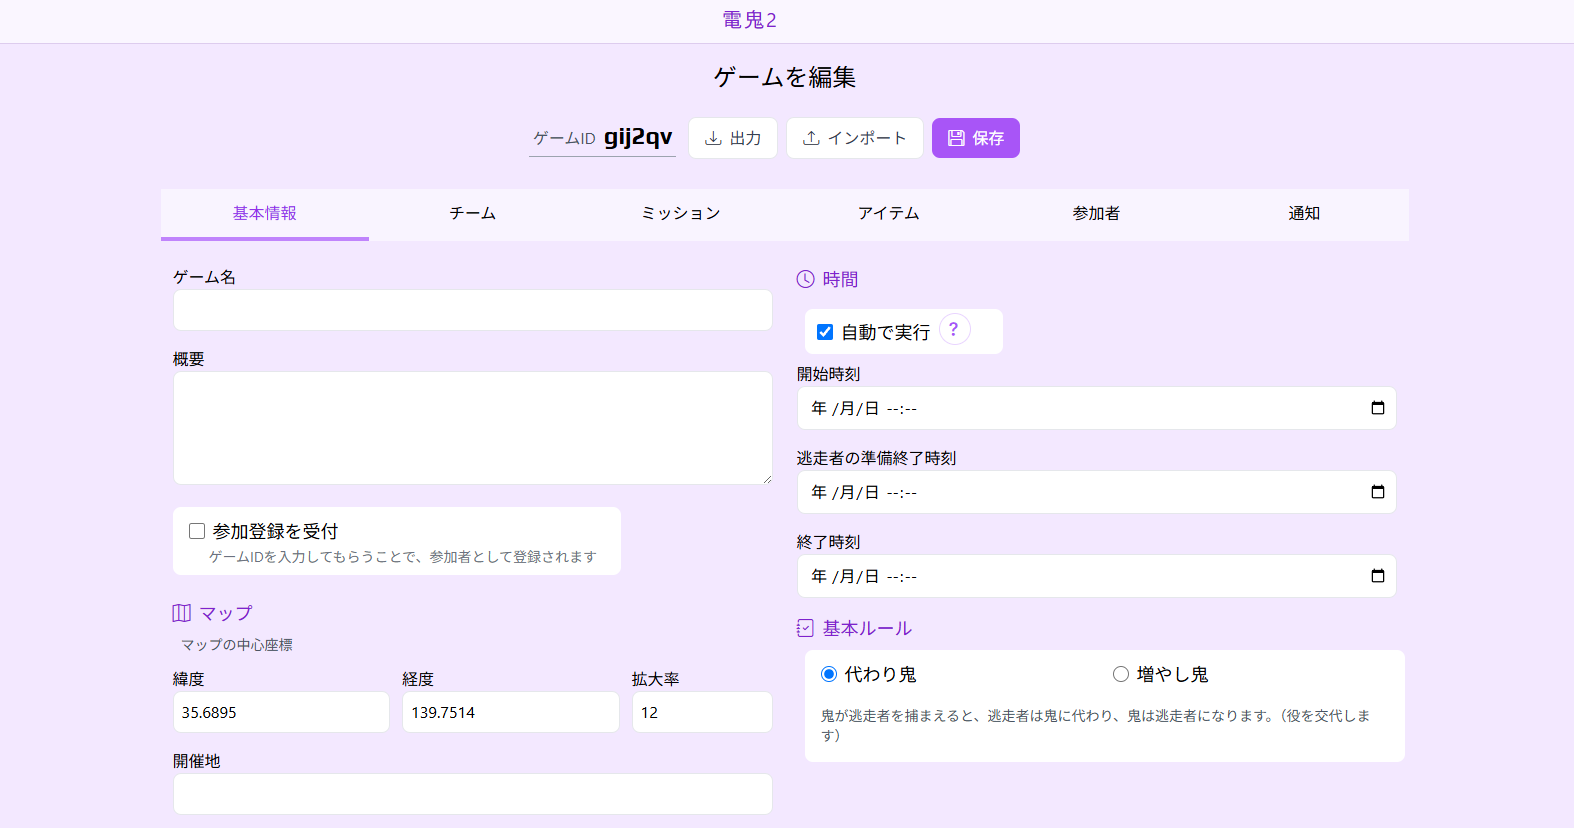 電鬼2
ゲームを編集
ゲームID gij2qv
出力
インポート
保存
基本情報
チーム
ミッション
アイテム
参加者
通知
ゲーム名
概要
参加登録を受付
ゲームIDを入力してもらうことで、参加者として登録されます
マップ
マップの中心座標
緯度
経度
拡大率
35.6895
139.7514
12
開催地
時間
自動で実行 ?
開始時刻
年 /月/日 --:--
逃走者の準備終了時刻
年 /月/日 --:--
終了時刻
年 /月/日 --:--
基本ルール
代わり鬼
増やし鬼
鬼が逃走者を捕まえると、逃走者は鬼に代わり、鬼は逃走者になります。（役を交代しま
す）